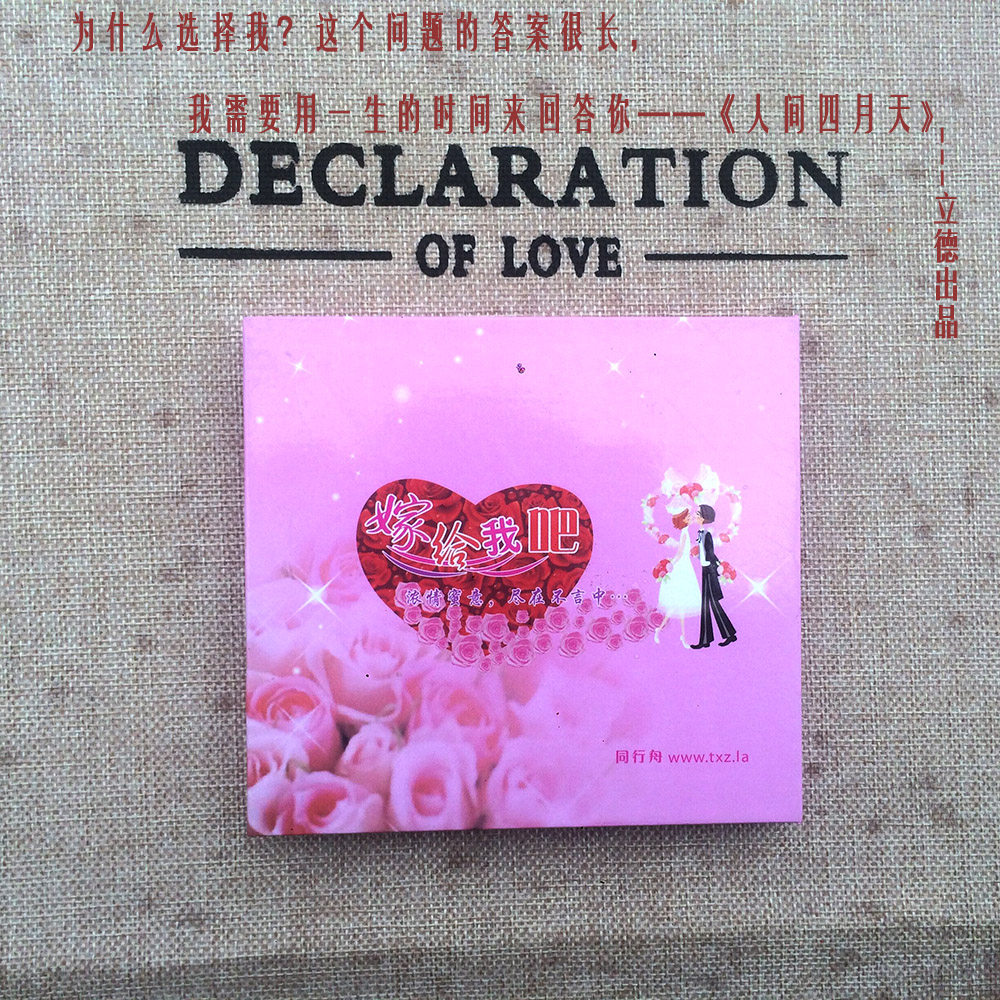 为什么选择我？这个问题的答案很长，
我需要用一生的时间来回答你——《人间四月天》
---立德出品
DECLARATION
OF LOVE
嫁给我吧
浓情蜜意，尽在不言中…
同行舟 www.txz.la